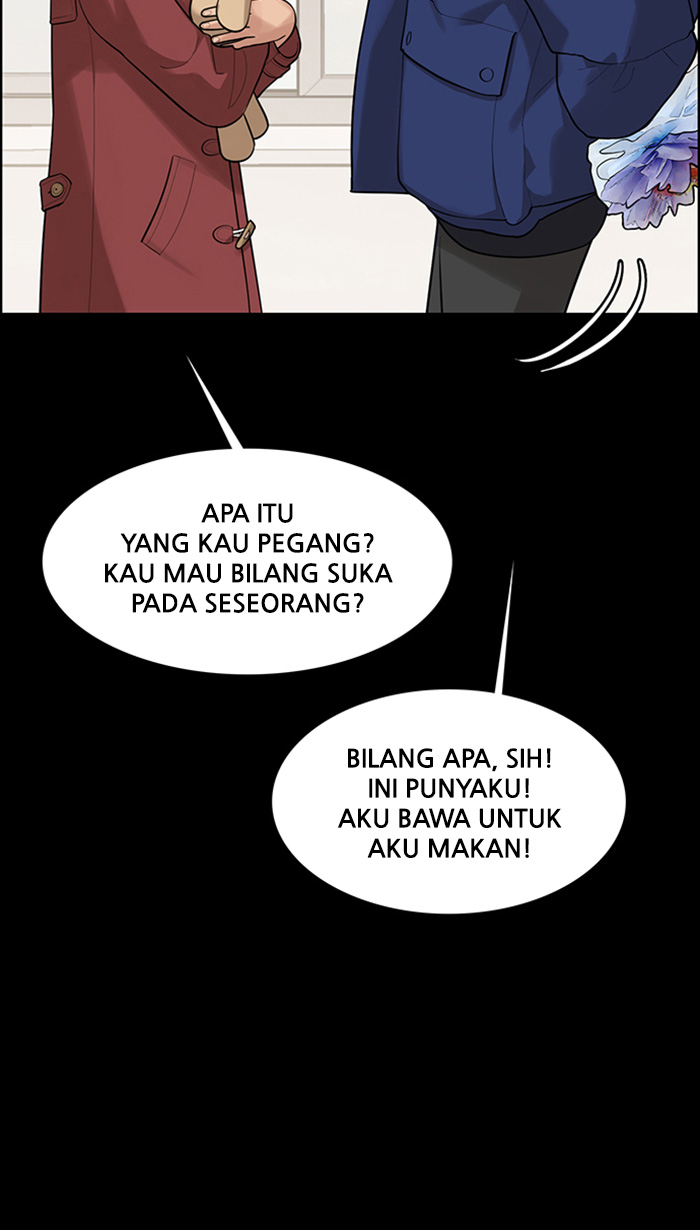 APA ITU
YANG KAU PEGANG?
KAU MAU BILANG SUKA
PADA SESEORANG?
BILANG APA, SIH!
INI PUNYAKU!
AKU BAWA UNTUK
AKU MAKAN!